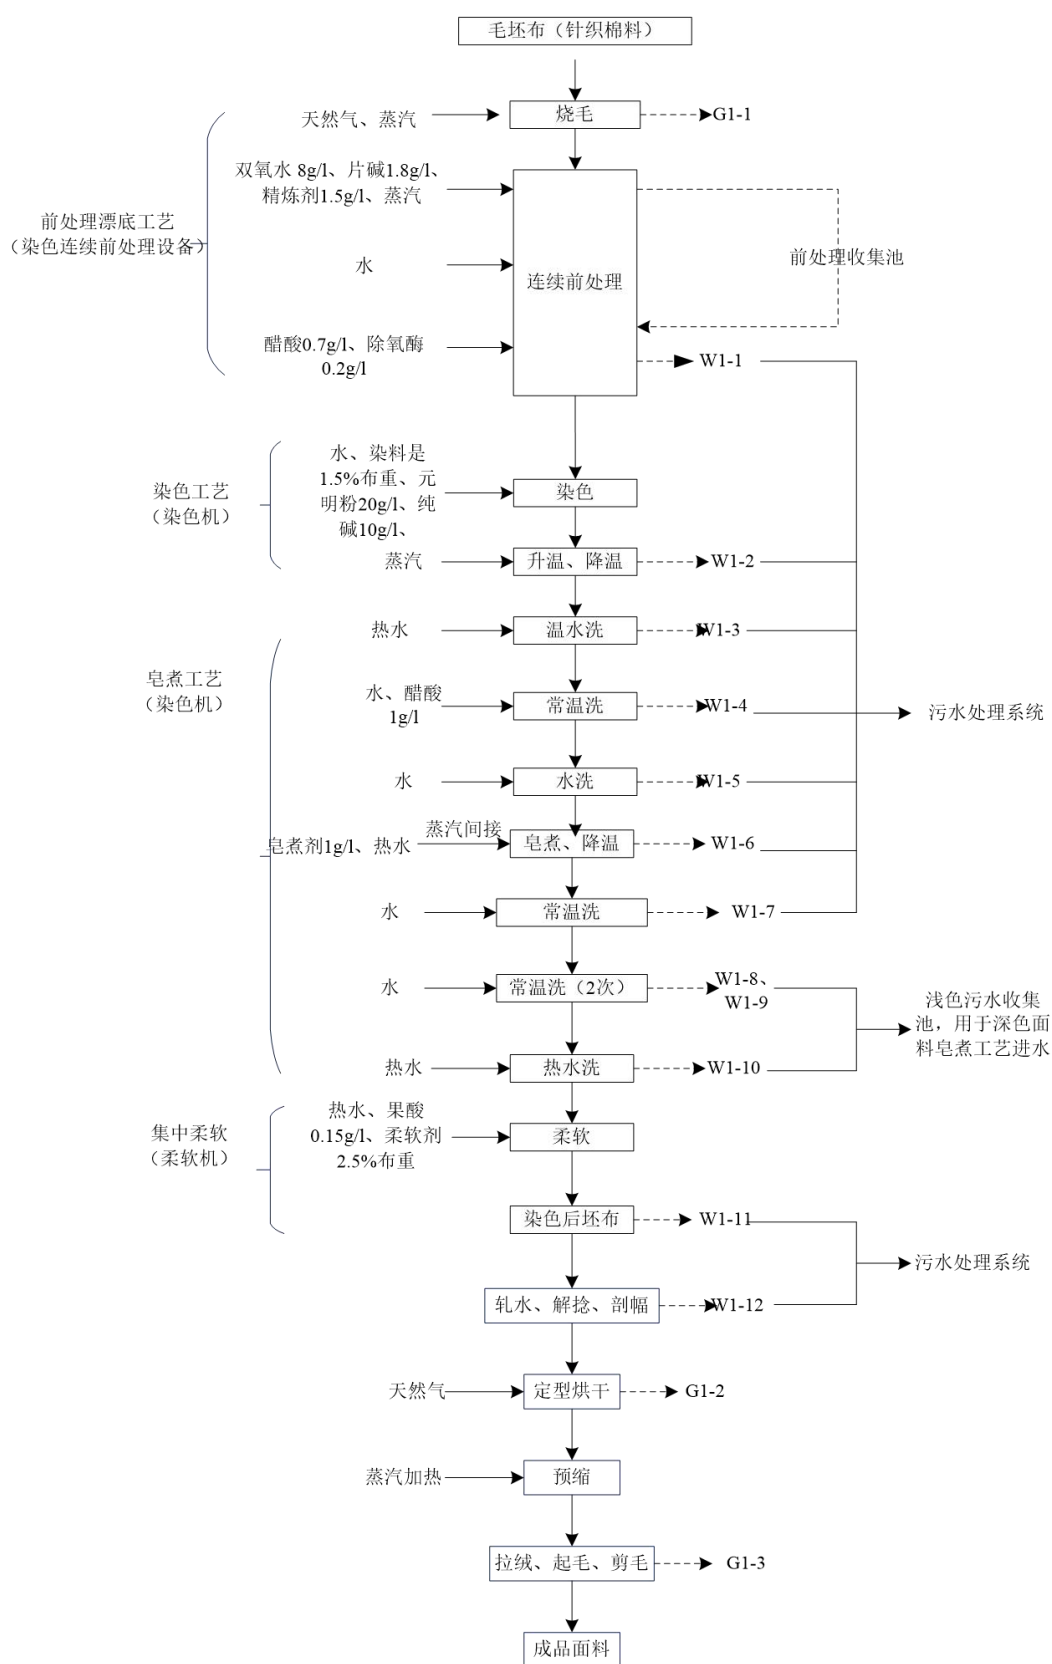 毛坯布（针织棉料）
天然气、蒸汽
烧毛
G1-1
双氧水 8g/l、片碱1.8g/l、
精炼剂1.5g/l、蒸汽
前处理漂底工艺
（染色连续前处理设备）
水
连续前处理
前处理收集池
醋酸0.7g/l、除氧酶
0.2g/l
W1-1
水、染料是
1.5%布重、元
明粉20g/l、纯
碱10g/l、
染色工艺
（染色机）
染色
蒸汽
升温、降温
W1-2
热水
温水洗
W1-3
皂煮工艺
（染色机）
水、醋酸
1g/l
常温洗
W1-4
污水处理系统
水
水洗
W1-5
蒸汽间接
皂煮剂1g/l、热水
皂煮、降温
W1-6
水
常温洗
W1-7
水
常温洗（2次）
W1-8、
W1-9
浅色污水收集
池，用于深色面
料皂煮工艺进水
热水
热水洗
W1-10
集中柔软
（柔软机）
热水、果酸
0.15g/l、柔软剂
2.5%布重
柔软
染色后坯布
W1-11
污水处理系统
轧水、解捻、剖幅
W1-12
天然气
定型烘干
G1-2
蒸汽加热
预缩
拉绒、起毛、剪毛
G1-3
成品面料